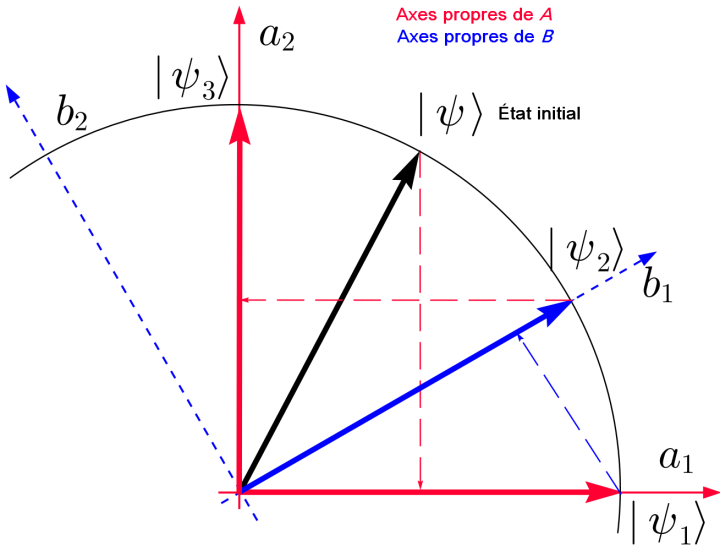 Axes propres de A
Axes propres de B
a₂
| ψ₃⟩
b₂
| ψ⟩ État initial
| ψ₂⟩
b₁
a₁
| ψ₁⟩